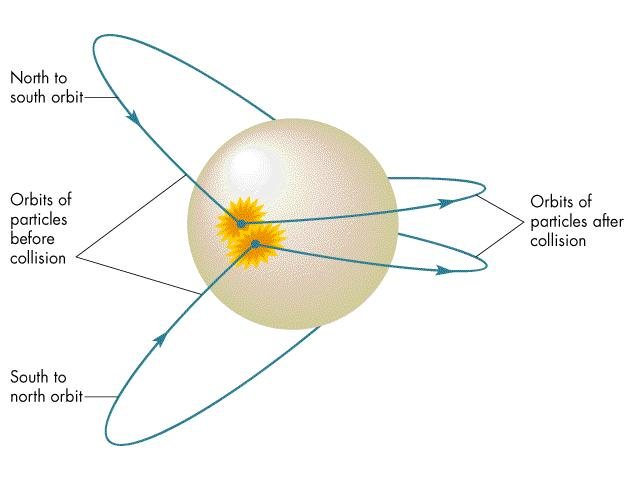 North to
south orbit
Orbits of
particles
before
collision
Orbits of
particles after
collision
South to
north orbit